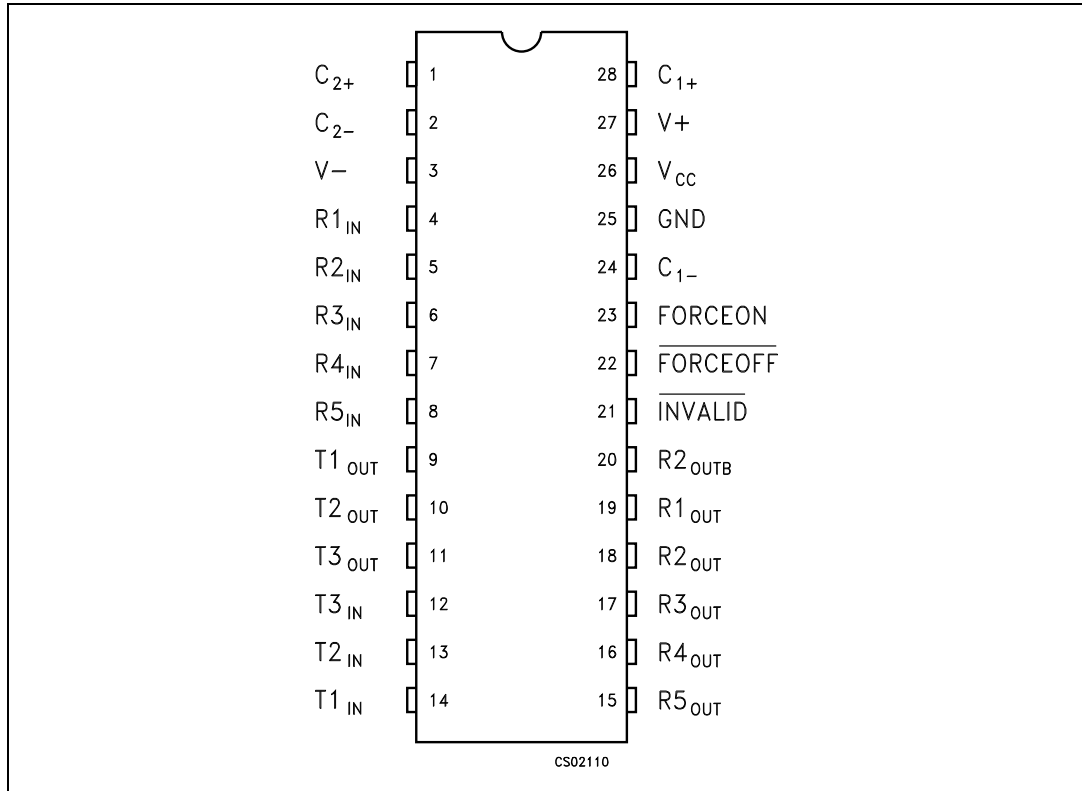 C2+ 1 28 C1+
C2- 2 27 V+
V- 3 26 VCC
R1IN 4 25 GND
R2IN 5 24 C1-
R3IN 6 23 FORCEON
R4IN 7 22 FORCEOFF
R5IN 8 21 INVALID
T1OUT 9 20 R2OUTB
T2OUT 10 19 R1OUT
T3OUT 11 18 R2OUT
T3IN 12 17 R3OUT
T2IN 13 16 R4OUT
T1IN 14 15 R5OUT
CS02110